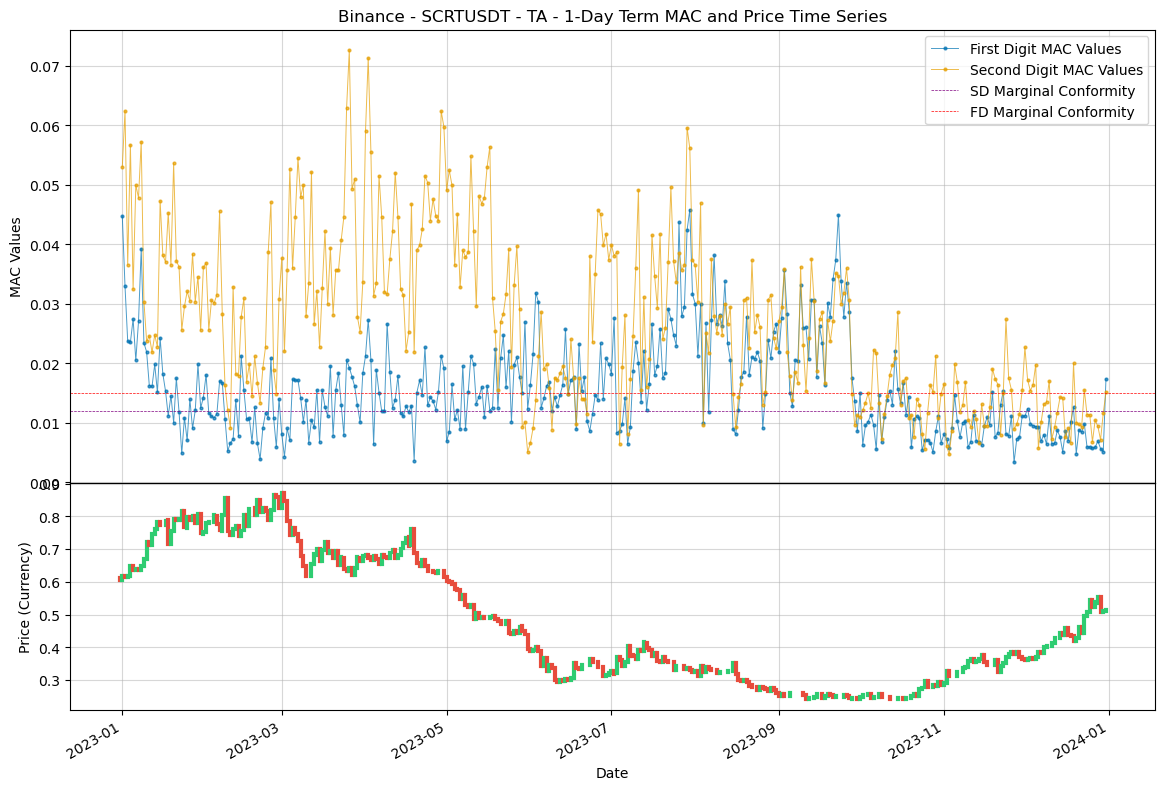 Binance - SCRTUSDT - TA - 1-Day Term MAC and Price Time Series
First Digit MAC Values
Second Digit MAC Values
SD Marginal Conformity
FD Marginal Conformity
MAC Values
0.07
0.06
0.05
0.04
0.03
0.02
0.01
0.00
0.9
0.8
0.7
0.6
0.5
0.4
0.3
Price (Currency)
2023-01
2023-03
2023-05
2023-07
2023-09
2023-11
2024-01
Date